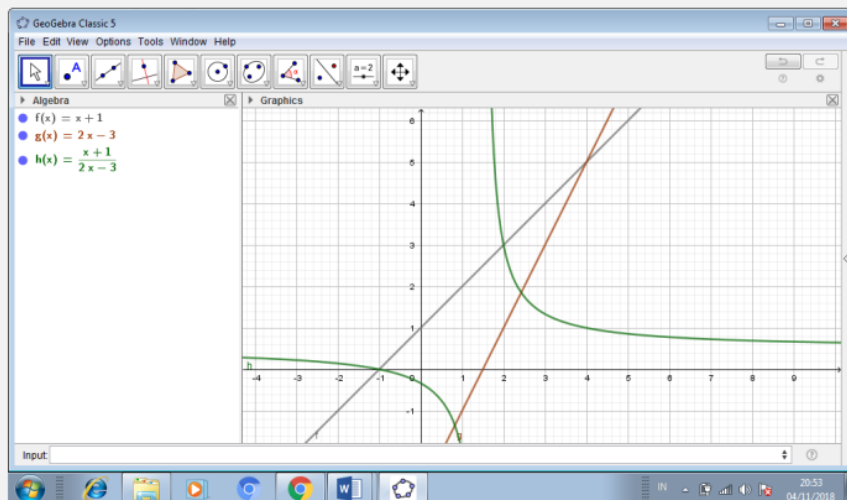 GeoGebra Classic 5
File Edit View Options Tools Window Help
A
α
a=2
Algebra
Graphics
f(x) = x + 1
g(x) = 2 x − 3
h(x) = x + 1
2 x − 3
6
5
4
3
2
1
-1
-4 -3 -2 -1 0 1 2 3 4 5 6 7 8 9
h
f
g
Input:
IN
20:53
04/11/2018